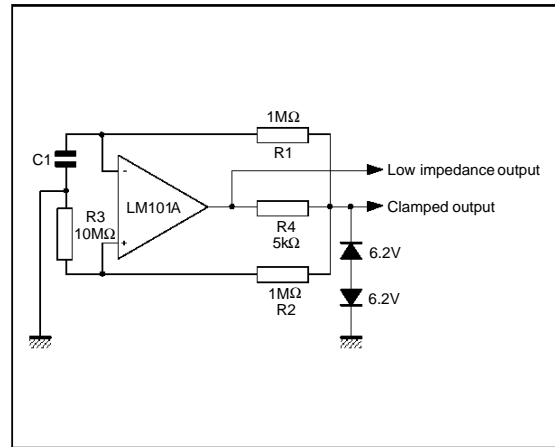 1MΩ
R1
C1
-
Low impedance output
LM101A
R3
10MΩ
Clamped output
R4
5kΩ
+
6.2V
1MΩ
6.2V
R2